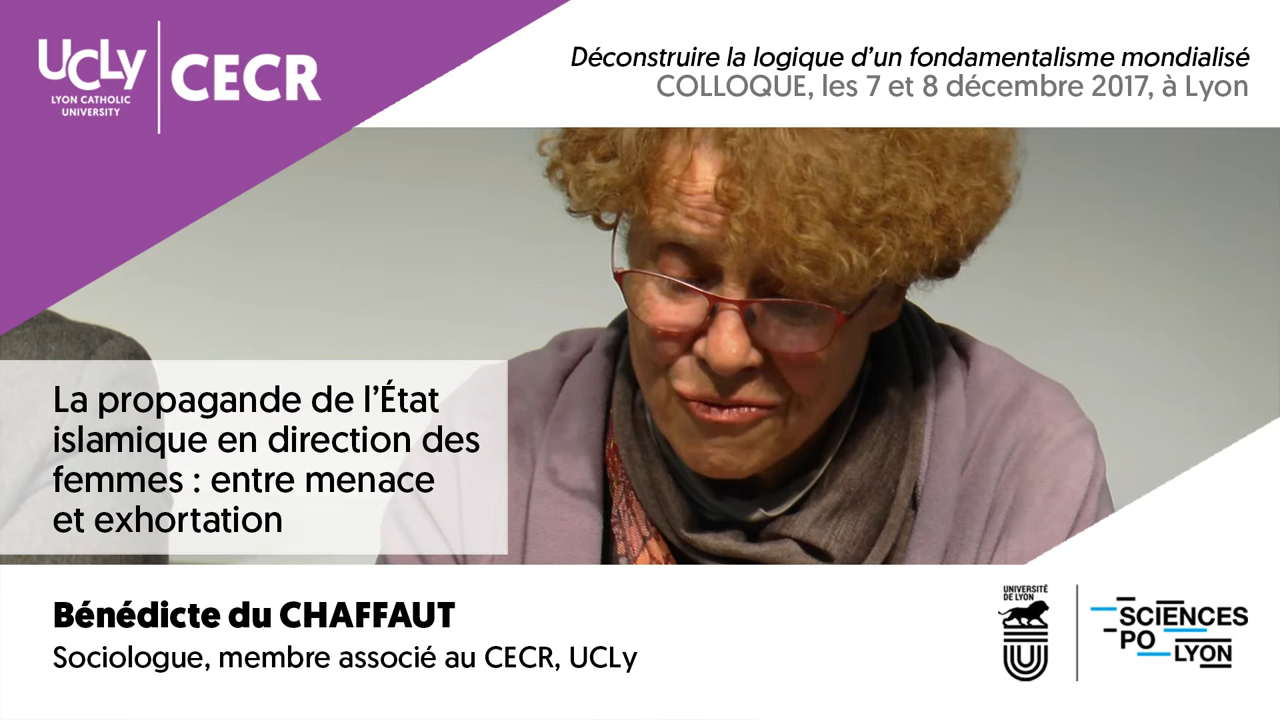 UCLy
LYON CATHOLIC
UNIVERSITY
CECR
Déconstruire la logique d’un fondamentalisme mondialisé
COLLOQUE, les 7 et 8 décembre 2017, à Lyon
La propagande de l’État
islamique en direction des
femmes : entre menace
et exhortation
Bénédicte du CHAFFAUT
Sociologue, membre associé au CECR, UCLy
UNIVERSITÉ
DE LYON
SCIENCES
PO
LYON